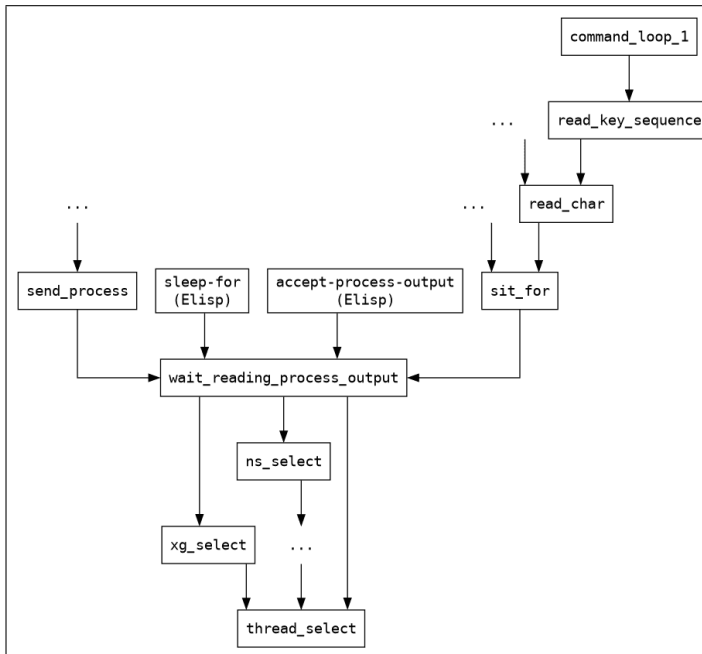 command_loop_1
read_key_sequence
...
read_char
...
...
send_process
sleep-for
(Elisp)
accept-process-output
(Elisp)
sit_for
wait_reading_process_output
ns_select
xg_select
...
thread_select